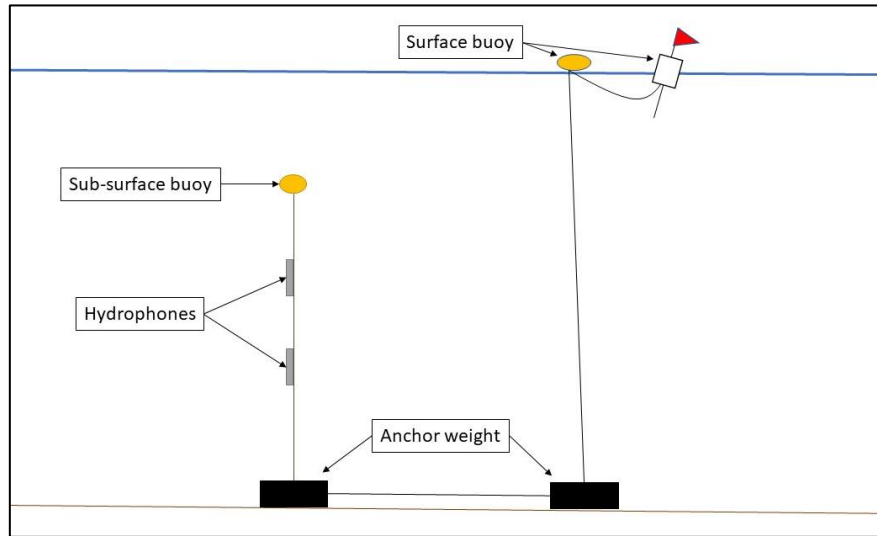 Surface buoy
Sub-surface buoy
Hydrophones
Anchor weight